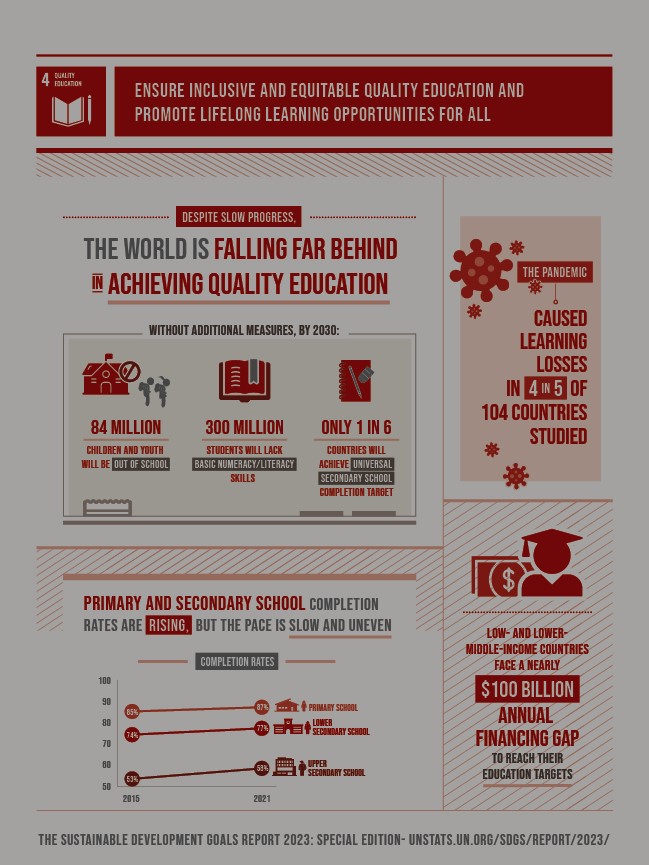 4 QUALITY
EDUCATION
ENSURE INCLUSIVE AND EQUITABLE QUALITY EDUCATION AND
PROMOTE LIFELONG LEARNING OPPORTUNITIES FOR ALL
DESPITE SLOW PROGRESS,
THE WORLD IS FALLING FAR BEHIND
IN ACHIEVING QUALITY EDUCATION
WITHOUT ADDITIONAL MEASURES, BY 2030:
84 MILLION
CHILDREN AND YOUTH
WILL BE OUT OF SCHOOL
300 MILLION
STUDENTS WILL LACK
BASIC NUMERACY/LITERACY
SKILLS
ONLY 1 IN 6
COUNTRIES WILL
ACHIEVE UNIVERSAL
SECONDARY SCHOOL
COMPLETION TARGET
THE PANDEMIC
CAUSED
LEARNING
LOSSES
IN 4 IN 5 OF
104 COUNTRIES
STUDIED
PRIMARY AND SECONDARY SCHOOL COMPLETION
RATES ARE RISING, BUT THE PACE IS SLOW AND UNEVEN
COMPLETION RATES
100
90
80
70
60
50
85%
87%
PRIMARY SCHOOL
74%
77%
LOWER
SECONDARY SCHOOL
53%
58%
UPPER
SECONDARY SCHOOL
2015
2021
$
LOW- AND LOWER-
MIDDLE-INCOME COUNTRIES
FACE A NEARLY
$100 BILLION
ANNUAL
FINANCING GAP
TO REACH THEIR
EDUCATION TARGETS
THE SUSTAINABLE DEVELOPMENT GOALS REPORT 2023: SPECIAL EDITION- UNSTATS.UN.ORG/SDGS/REPORT/2023/